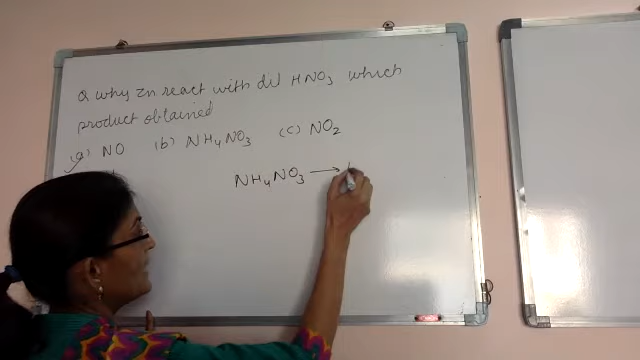 Q Why Zn react with dil HNO3 which
product obtained
(a) NO (b) NH4NO3 (c) NO2
NH4NO3 →